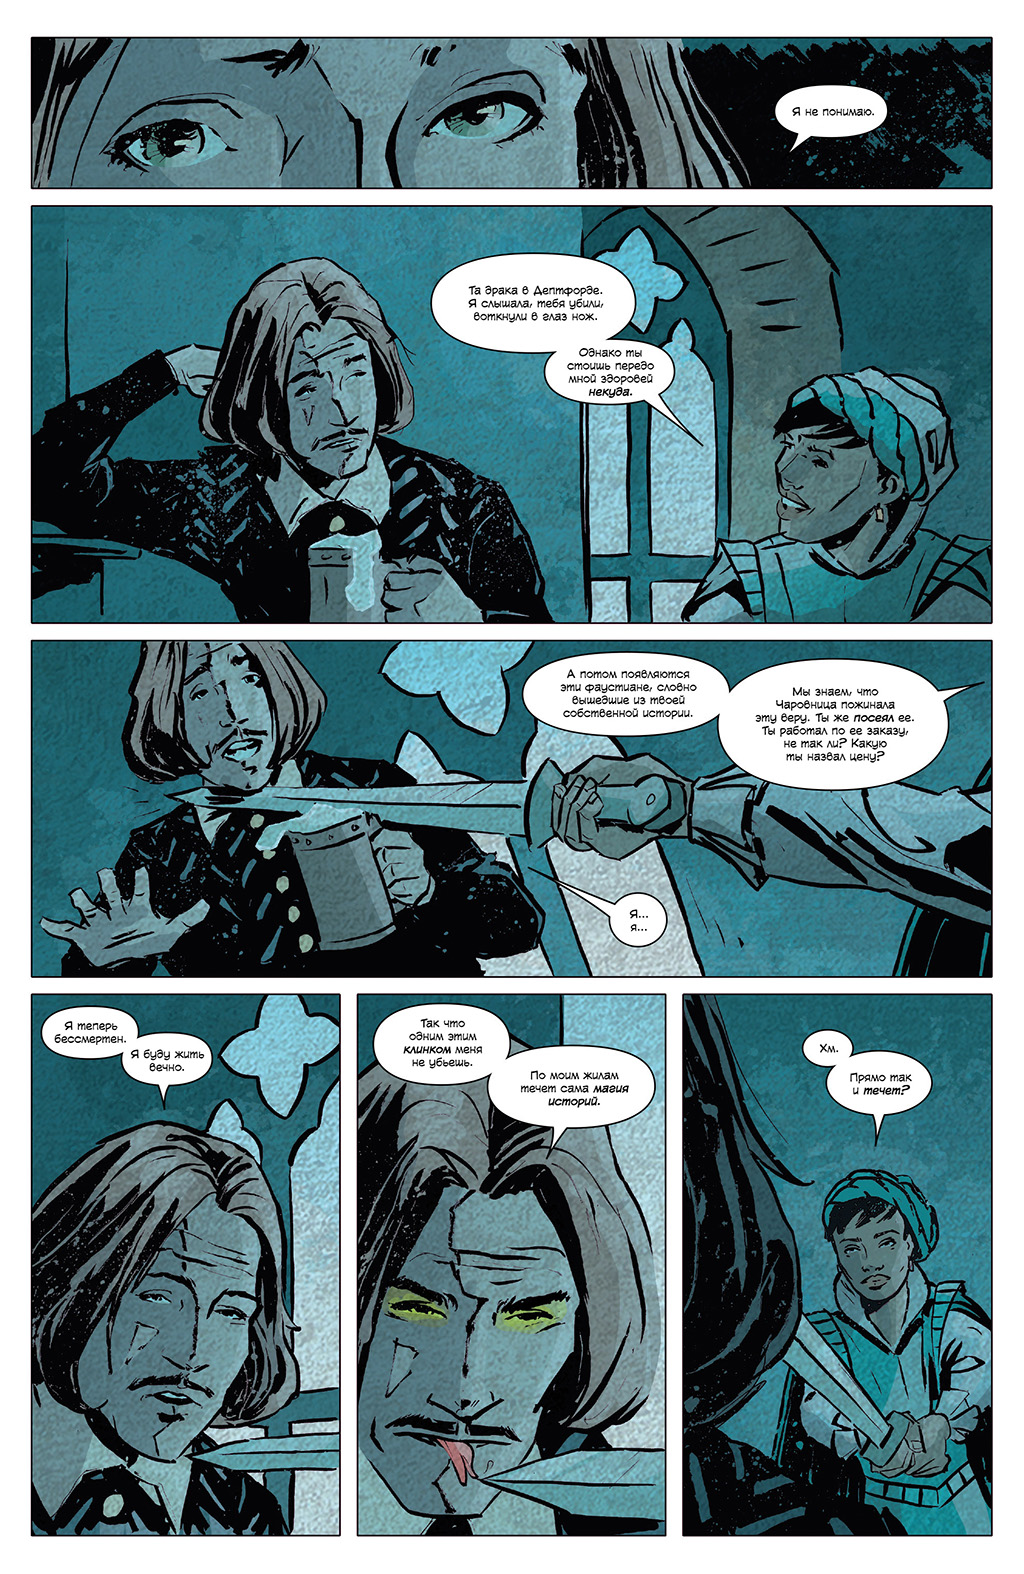 Я не понимаю.
Та драка в Дептфорде.
Я слышала, тебя убили,
воткнули в глаз нож.
Однако ты
стоишь передо
мной здоровей
некуда.
А потом появляются
эти фаустиане, словно
вышедшие из твоей
собственной истории.
Мы знаем, что
Чаровница пожинала
эту веру. Ты же посеял ее.
Ты работал по ее заказу,
не так ли? Какую
ты назвал цену?
Я...
я...
Я теперь
бессмертен.
Я буду жить
вечно.
Так что
одним этим
клинком меня
не убьешь.
По моим жилам
течет сама магия
историй.
Хм.
Прямо так
и течет?